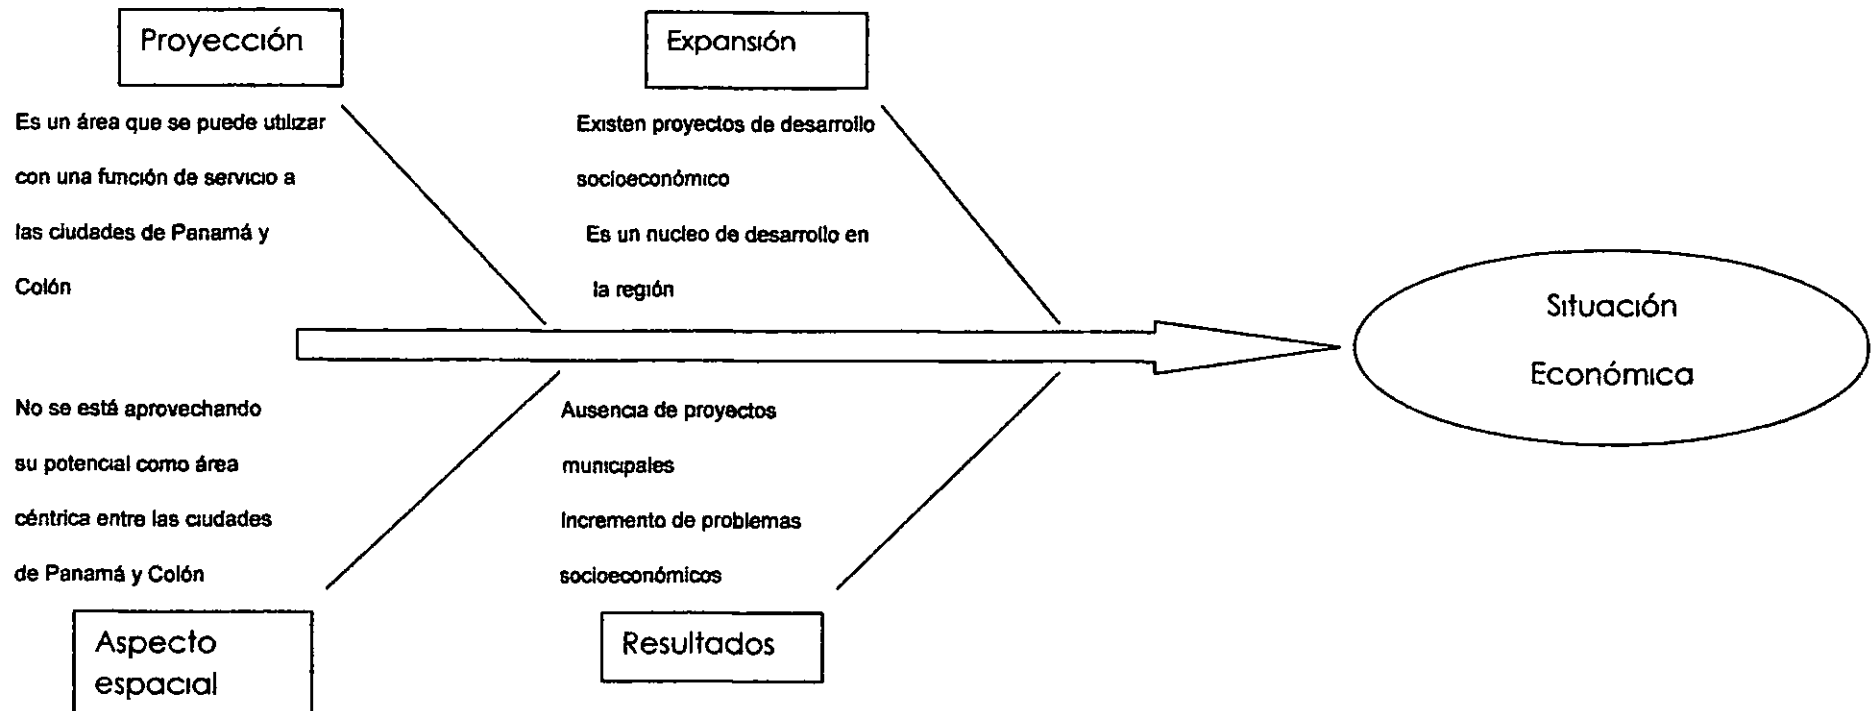 Proyección
Es un área que se puede utilizar
con una función de servicio a
las ciudades de Panamá y
Colón
Expansión
Existen proyectos de desarrollo
socioeconómico
Es un nucleo de desarrollo en
la región
Situación
Económica
No se está aprovechando
su potencial como área
céntrica entre las ciudades
de Panamá y Colón
Aspecto
espacial
Ausencia de proyectos
municipales
Incremento de problemas
socioeconómicos
Resultados